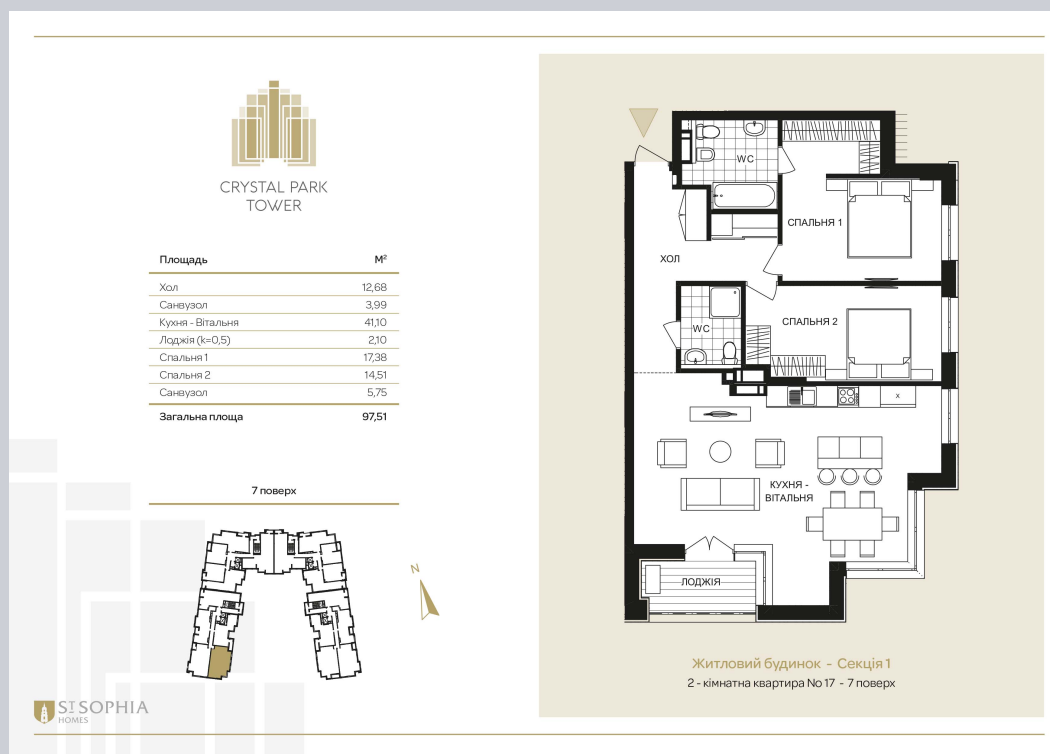 CRYSTAL PARK
TOWER
Площадь M²
Хол 12,68
Санвузол 3,99
Кухня - Вітальня 41,10
Лоджія (k=0,5) 2,10
Спальня 1 17,38
Спальня 2 14,51
Санвузол 5,75
Загальна площа 97,51
7 поверх
N
ST SOPHIA
HOMES
WC
СПАЛЬНЯ 1
ХОЛ
WC
СПАЛЬНЯ 2
X
КУХНЯ -
ВІТАЛЬНЯ
ЛОДЖІЯ
Житловий будинок - Секція 1
2 - кімнатна квартира No 17 - 7 поверх